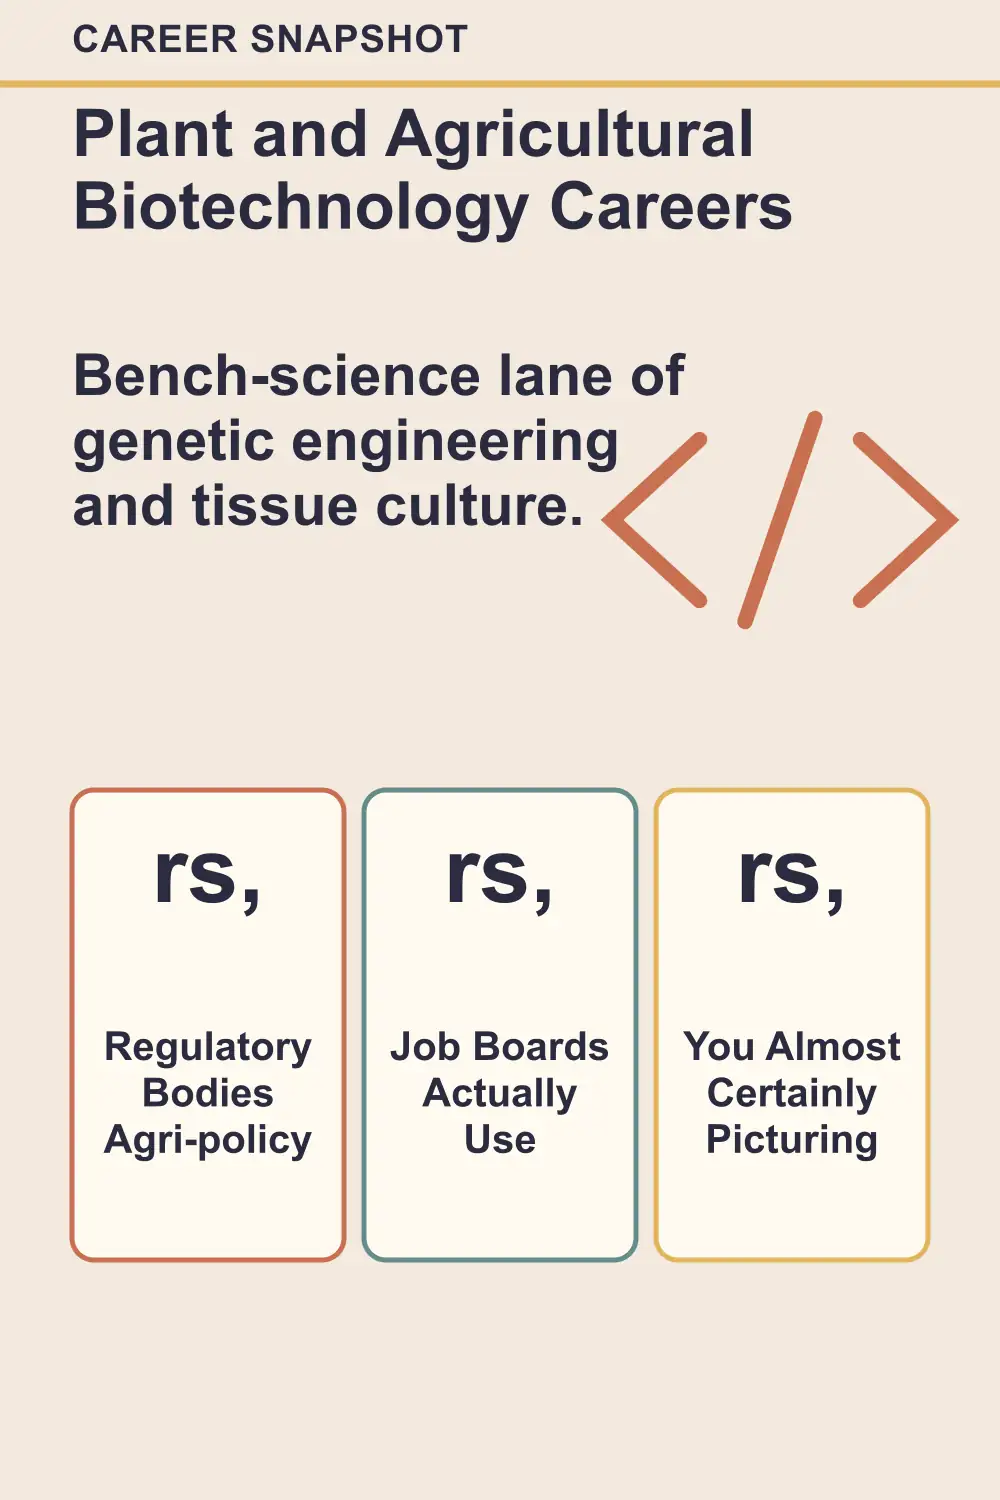 CAREER SNAPSHOT
Plant and Agricultural
Biotechnology Careers
Bench-science lane of
genetic engineering
and tissue culture.
</>
rs,
Regulatory
Bodies
Agri-policy
rs,
Job Boards
Actually
Use
rs,
You Almost
Certainly
Picturing